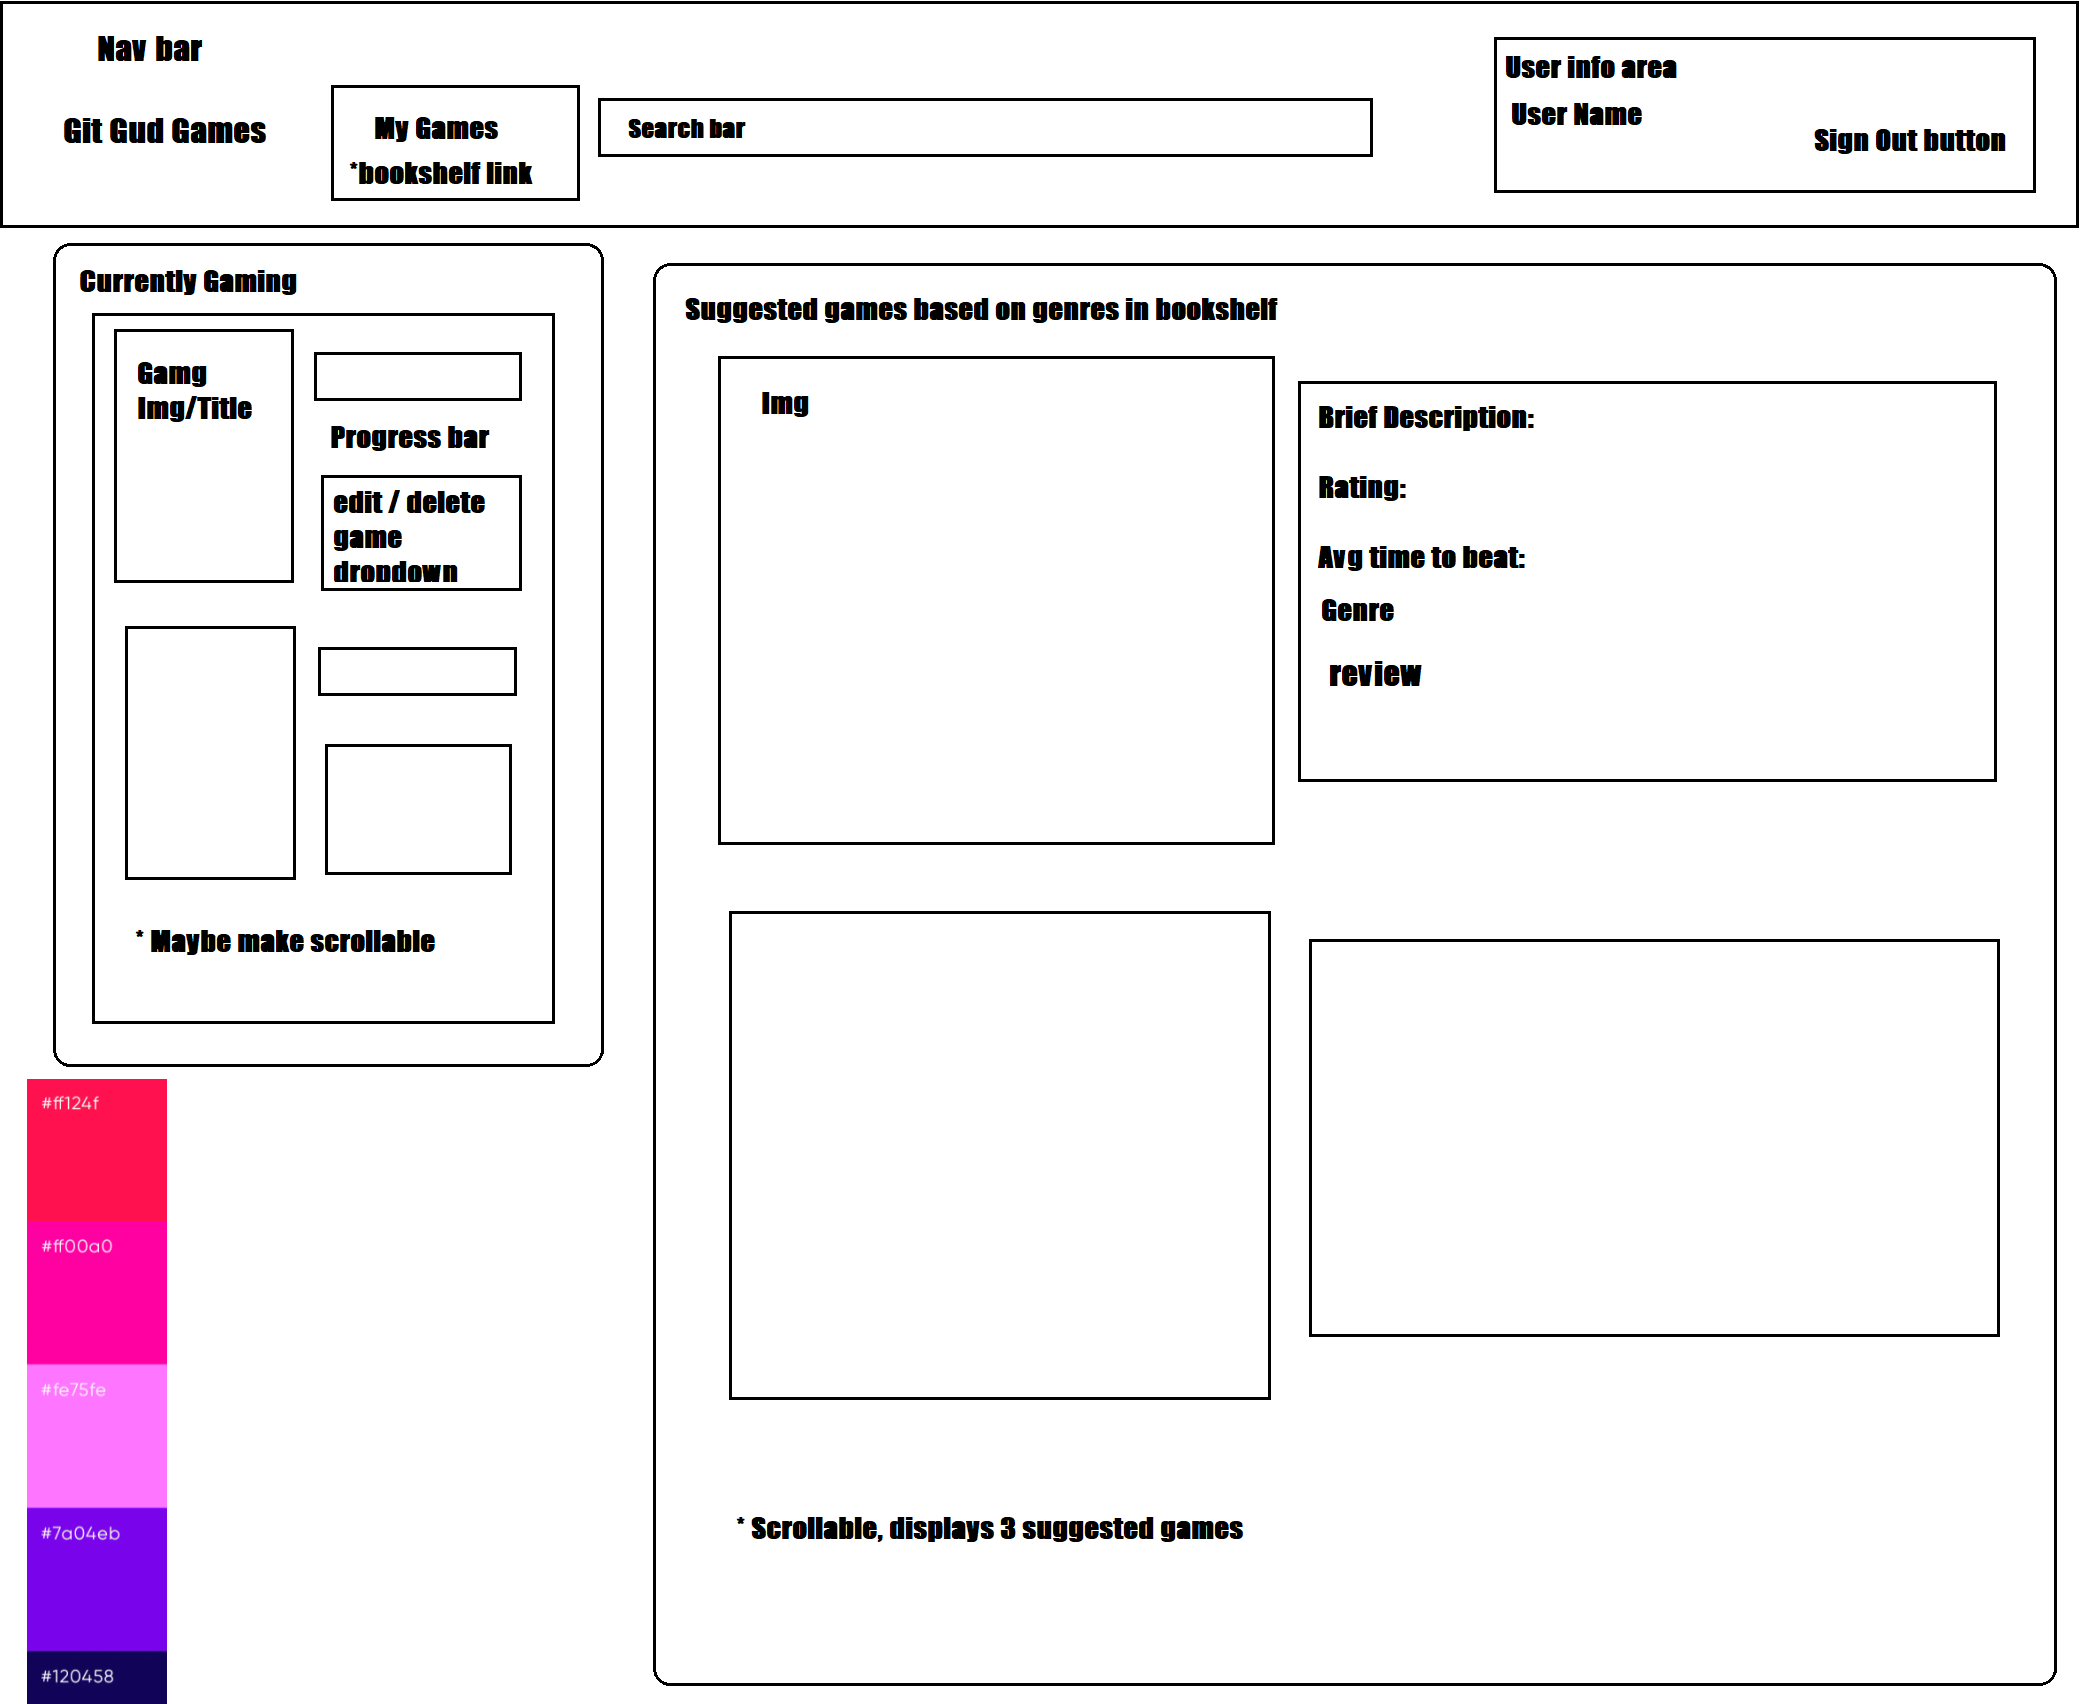 Nav bar
Git Gud Games
My Games
*bookshelf link
Search bar
User info area
User Name
Sign Out button
Currently Gaming
Gamg
Img/Title
Progress bar
edit / delete
game
dropdown
* Maybe make scrollable
Suggested games based on genres in bookshelf
Img
Brief Description:
Rating:
Avg time to beat:
Genre
review
* Scrollable, displays 3 suggested games
#ff124f
#ff00a0
#fe75fe
#7a04eb
#120458